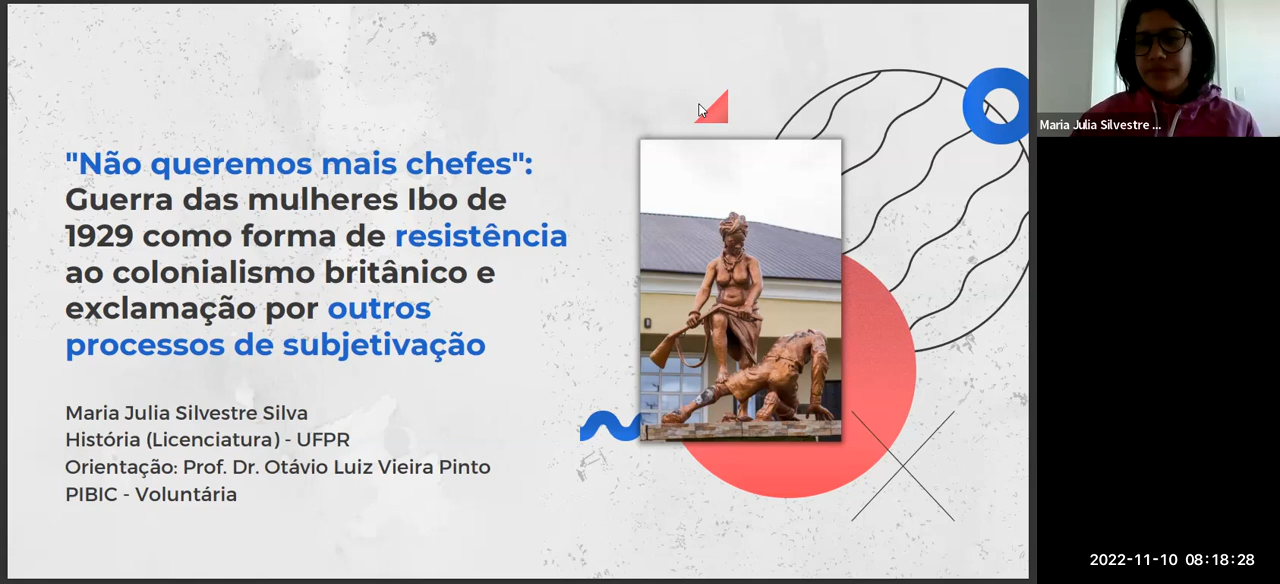 "Não queremos mais chefes":
Guerra das mulheres Ibo de
1929 como forma de resistência
ao colonialismo britânico e
exclamação por outros
processos de subjetivação
Maria Julia Silvestre Silva
História (Licenciatura) - UFPR
Orientação: Prof. Dr. Otávio Luiz Vieira Pinto
PIBIC - Voluntária
Maria Julia Silvestre ...
2022-11-10 08:18:28